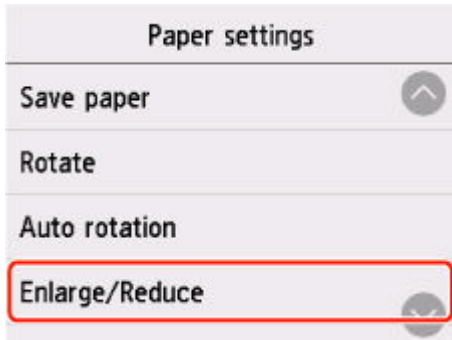 Paper settings
Save paper
Rotate
Auto rotation
Enlarge/Reduce